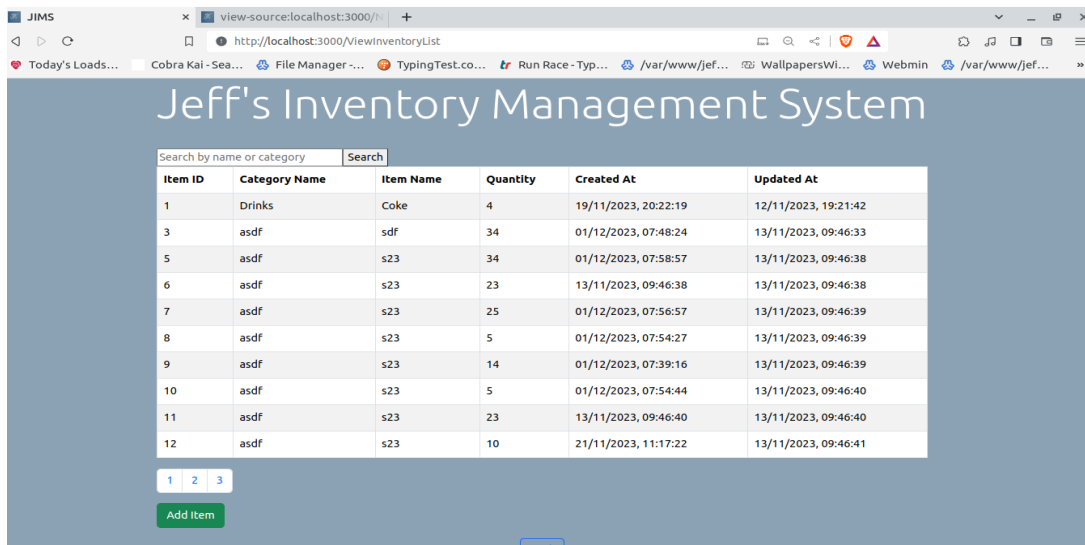 JIMS × view-source:localhost:3000/N +
http://localhost:3000/ViewInventoryList
Today's Loads... Cobra Kai - Sea... File Manager -... TypingTest.co... tr Run Race - Typ... /var/www/jef... WallpapersWi... Webmin /var/www/jef... »
Jeff's Inventory Management System
Search by name or category Search
Item ID Category Name Item Name Quantity Created At Updated At
1 Drinks Coke 4 19/11/2023, 20:22:19 12/11/2023, 19:21:42
3 asdf sdf 34 01/12/2023, 07:48:24 13/11/2023, 09:46:33
5 asdf s23 34 01/12/2023, 07:58:57 13/11/2023, 09:46:38
6 asdf s23 23 13/11/2023, 09:46:38 13/11/2023, 09:46:38
7 asdf s23 25 01/12/2023, 07:56:57 13/11/2023, 09:46:39
8 asdf s23 5 01/12/2023, 07:54:27 13/11/2023, 09:46:39
9 asdf s23 14 01/12/2023, 07:39:16 13/11/2023, 09:46:39
10 asdf s23 5 01/12/2023, 07:54:44 13/11/2023, 09:46:40
11 asdf s23 23 13/11/2023, 09:46:40 13/11/2023, 09:46:40
12 asdf s23 10 21/11/2023, 11:17:22 13/11/2023, 09:46:41
1 2 3
Add Item